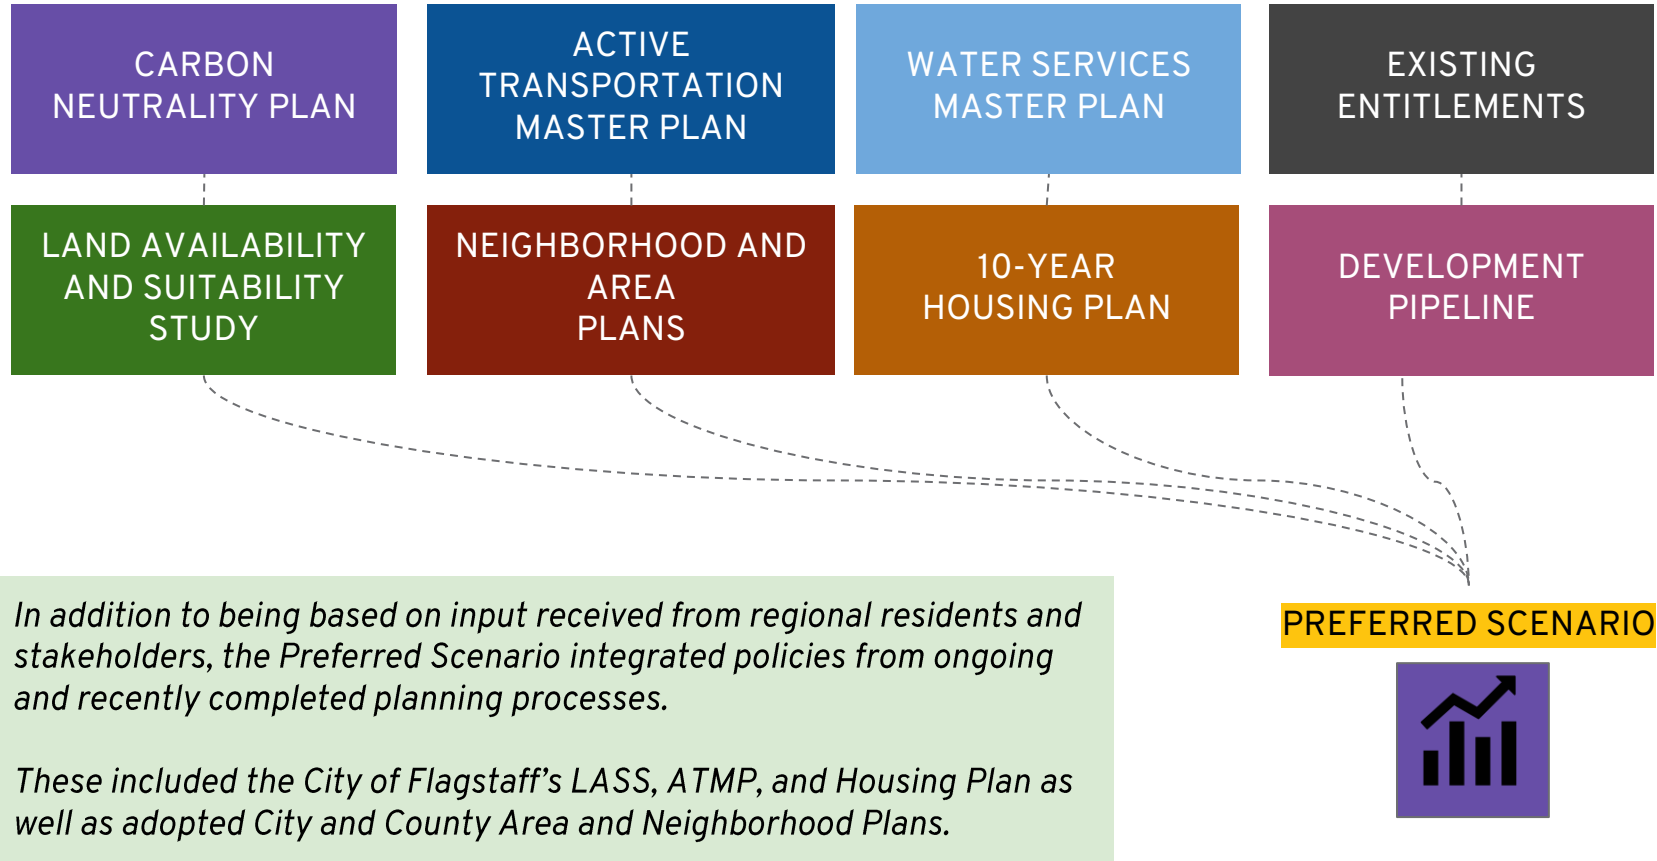 CARBON
NEUTRALITY PLAN
ACTIVE
TRANSPORTATION
MASTER PLAN
WATER SERVICES
MASTER PLAN
EXISTING
ENTITLEMENTS
LAND AVAILABILITY
AND SUITABILITY
STUDY
NEIGHBORHOOD AND
AREA
PLANS
10-YEAR
HOUSING PLAN
DEVELOPMENT
PIPELINE
In addition to being based on input received from regional residents and
stakeholders, the Preferred Scenario integrated policies from ongoing
and recently completed planning processes.
These included the City of Flagstaff’s LASS, ATMP, and Housing Plan as
well as adopted City and County Area and Neighborhood Plans.
PREFERRED SCENARIO